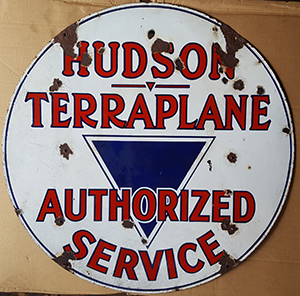 HUDSON
TERRAPLANE
AUTHORIZED
SERVICE